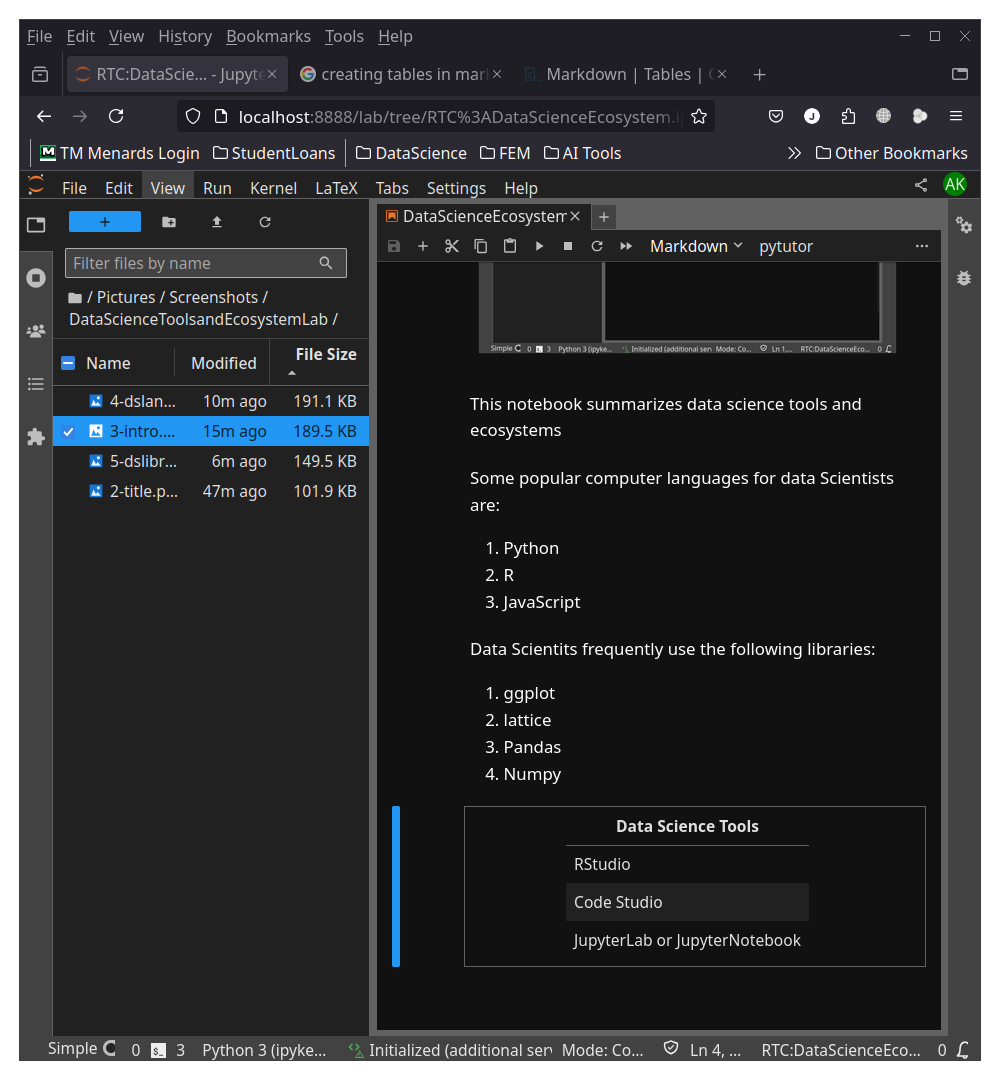 File Edit View History Bookmarks Tools Help
RTC:DataScie... - Jupyte
creating tables in mar
Markdown | Tables |
localhost:8888/lab/tree/RTC%3ADataScienceEcosystem.i
TM Menards Login StudentLoans DataScience FEM AI Tools Other Bookmarks
File Edit View Run Kernel LaTeX Tabs Settings Help AK
DataScienceEcosystem
Filter files by name
Markdown pytutor
/ Pictures / Screenshots /
DataScienceToolsandEcosystemLab /
Name Modified File Size
4-dslan... 10m ago 191.1 KB
3-intro.... 15m ago 189.5 KB
5-dslibr... 6m ago 149.5 KB
2-title.p... 47m ago 101.9 KB
Simple 0 3 Python 3 (ipyke... Initialized (additional serv Mode: Co... Ln 1,... RTC:DataScienceEco... 0
This notebook summarizes data science tools and
ecosystems
Some popular computer languages for data Scientists
are:
1. Python
2. R
3. JavaScript
Data Scientits frequently use the following libraries:
1. ggplot
2. lattice
3. Pandas
4. Numpy
Data Science Tools
RStudio
Code Studio
JupyterLab or JupyterNotebook
Simple 0 3 Python 3 (ipyke... Initialized (additional serv Mode: Co... Ln 4, ... RTC:DataScienceEco... 0